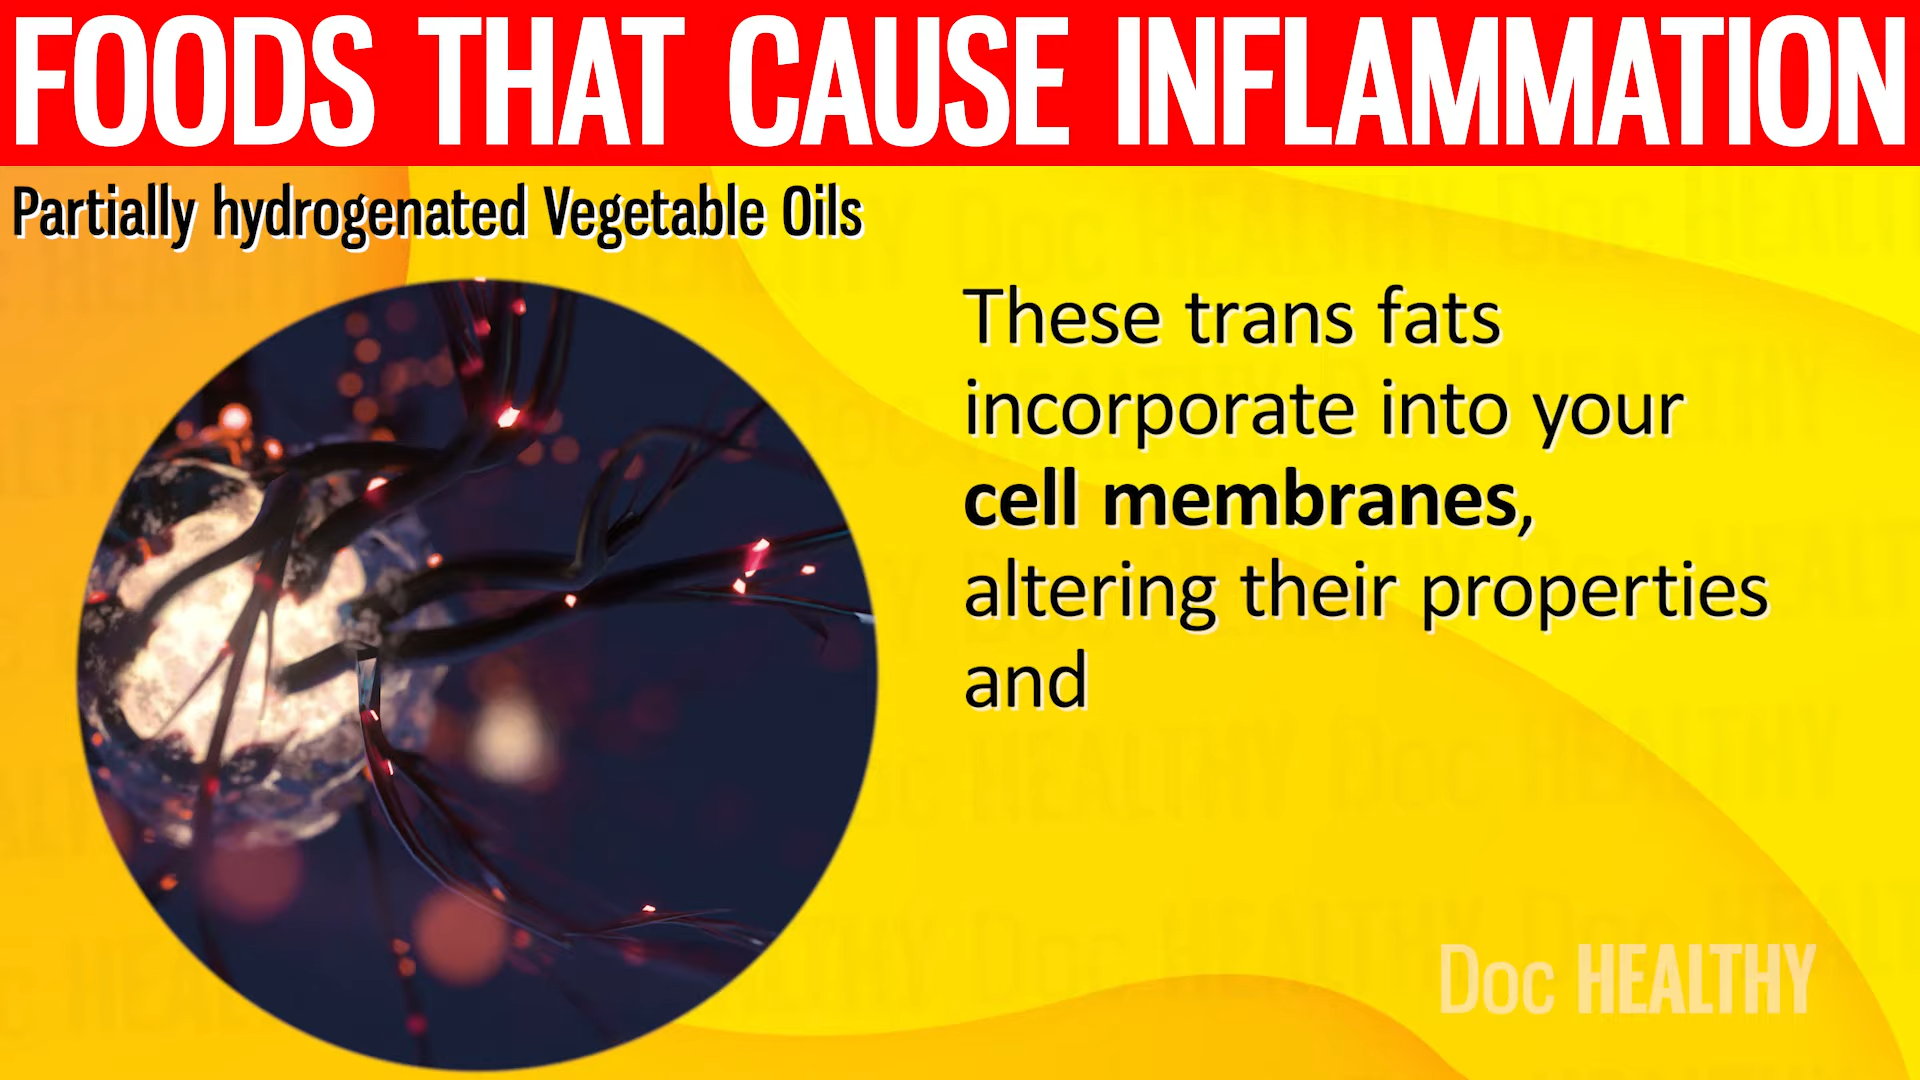 FOODS THAT CAUSE INFLAMMATION
Partially hydrogenated Vegetable Oils
These trans fats
incorporate into your
cell membranes,
altering their properties
and
Doc HEALTHY